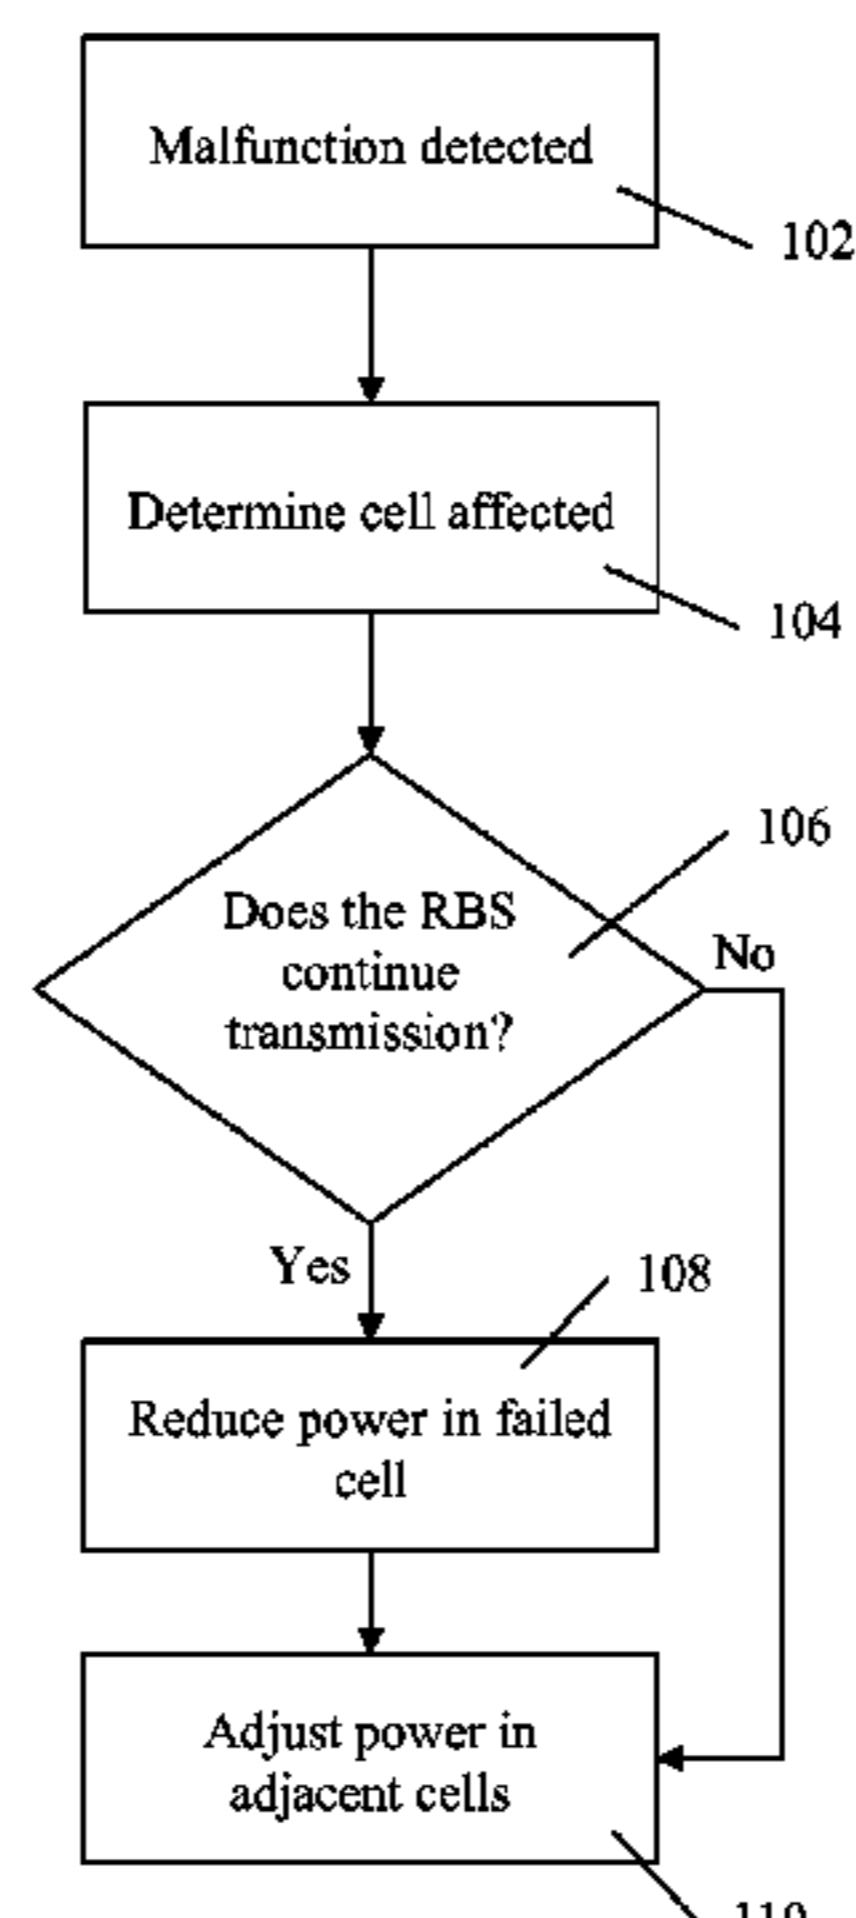 Malfunction detected
102
Determine cell affected
104
106
Does the RBS
continue
transmission?
No
Yes
108
Reduce power in failed
cell
Adjust power in
adjacent cells